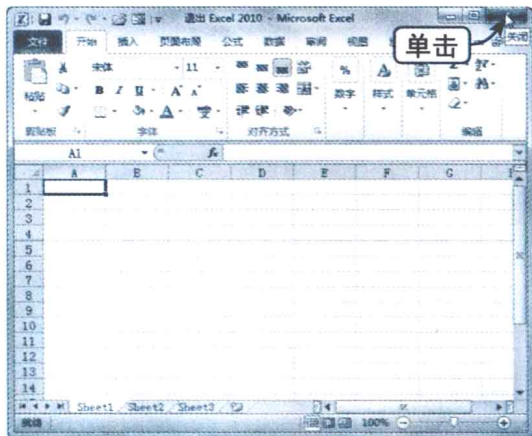 退出 Excel 2010 - Microsoft Excel
文件 开始 插入 页面布局 公式 数据 审阅 视图
单击
关闭
粘贴 宋体 11 % 数字 A 样式 单元格 Σ
B I U A A
剪贴板 字体 对齐方式 编辑
A1 fx
A B C D E F G
1
2
3
4
5
6
7
8
9
10
11
12
13
14
Sheet1 Sheet2 Sheet3
就绪 100%